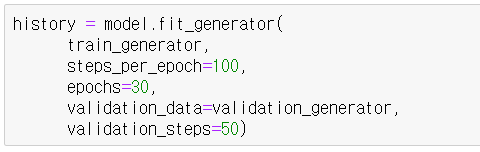 history = model.fit_generator(
      train_generator,
      steps_per_epoch=100,
      epochs=30,
      validation_data=validation_generator,
      validation_steps=50)